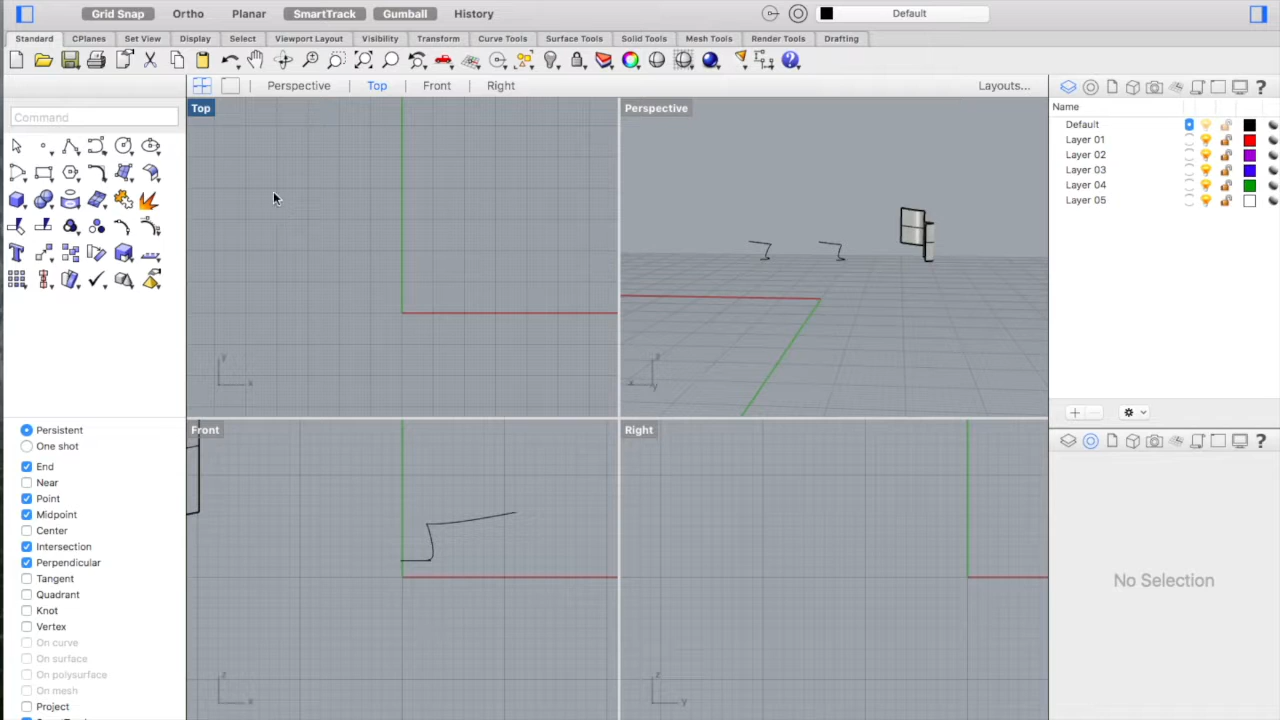 Grid Snap Ortho Planar SmartTrack Gumball History Default
Standard CPlanes Set View Display Select Viewport Layout Visibility Transform Curve Tools Surface Tools Solid Tools Mesh Tools Render Tools Drafting
Perspective Top Front Right Layouts...
Command
Top
Perspective
Name
Default
Layer 01
Layer 02
Layer 03
Layer 04
Layer 05
y
x
z
x
y
Front
Right
z
x
z
y
Persistent
One shot
End
Near
Point
Midpoint
Center
Intersection
Perpendicular
Tangent
Quadrant
Knot
Vertex
On curve
On surface
On polysurface
On mesh
Project
No Selection